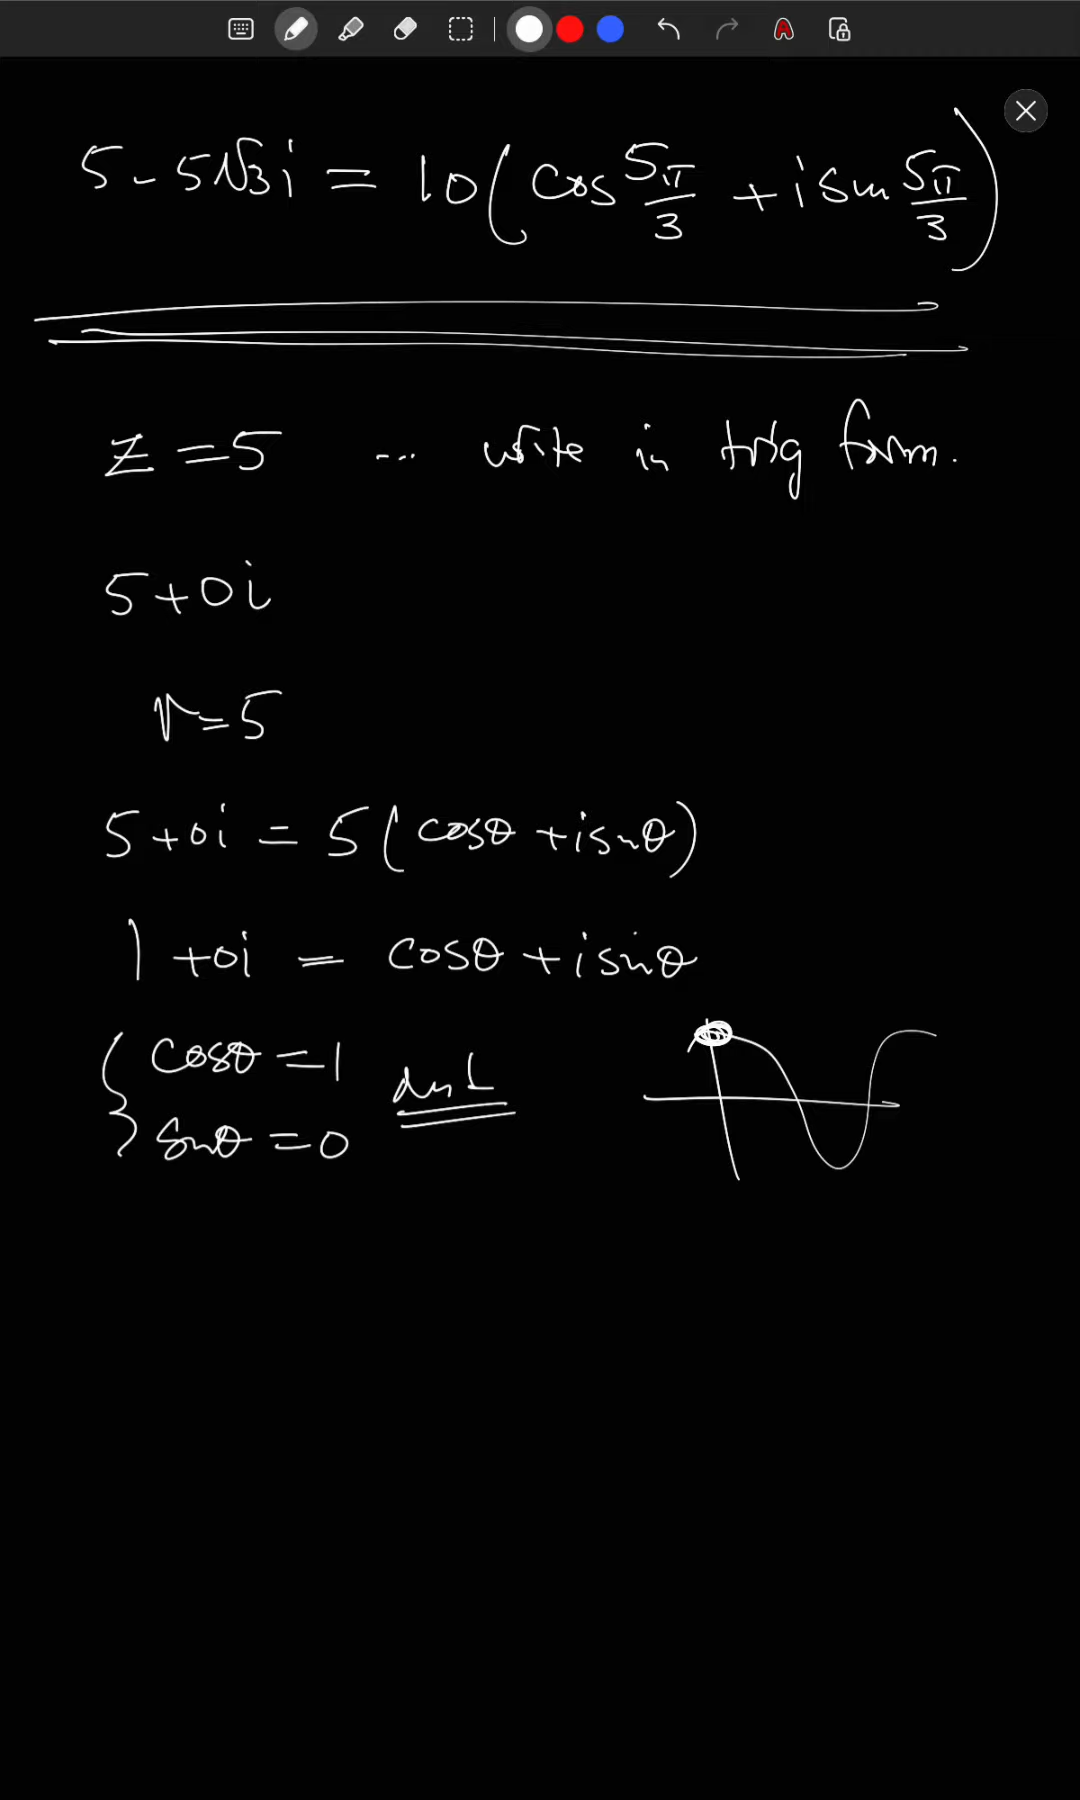 5 - 5√3 i = 10 ( cos 5π/3 + i sin 5π/3 )
z = 5 ... write in trig form.
5 + 0i
r = 5
5 + 0i = 5 ( cosθ + i sinθ )
1 + 0i = cosθ + i sinθ
cosθ = 1
sinθ = 0